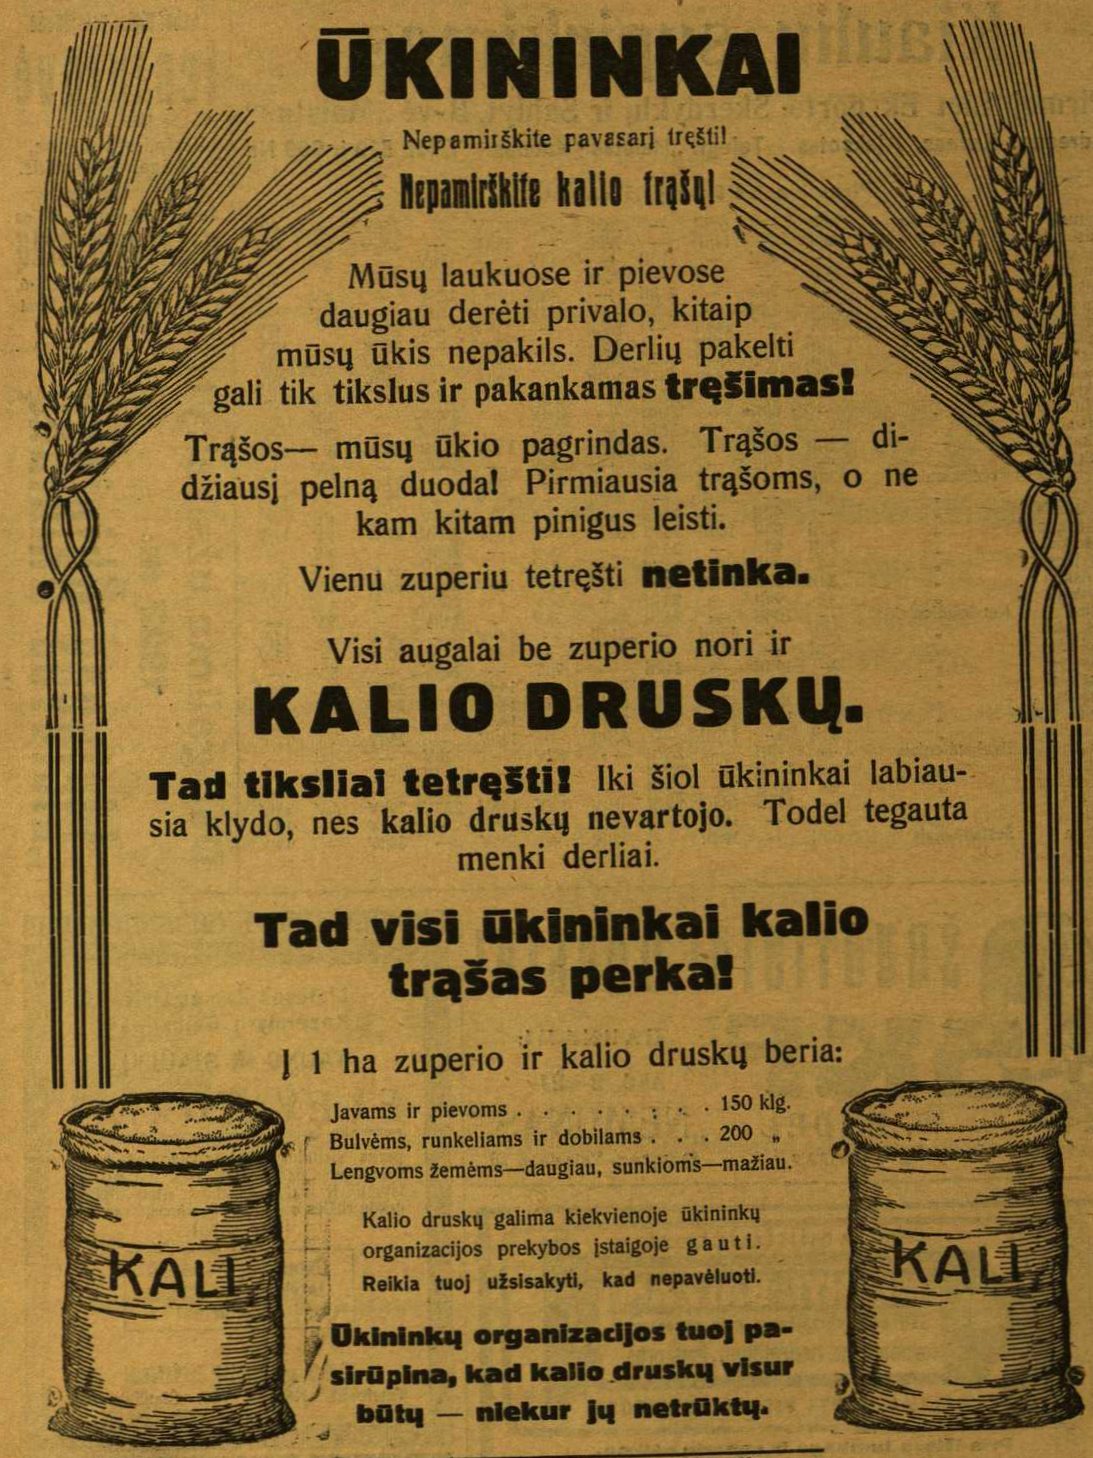 ŪKININKAI
Nepamirškite pavasarį tręšti!
Nepamirškite kalio trąšų!
Mūsų laukuose ir pievose
daugiau derėti privalo, kitaip
mūsų ūkis nepakils. Derlių pakelti
gali tik tikslus ir pakankamas tręšimas!
Trąšos— mūsų ūkio pagrindas. Trąšos — di-
džiausį pelną duoda! Pirmiausia trąšoms, o ne
kam kitam pinigus leisti.
Vienu zuperiu tetręšti netinka.
Visi augalai be zuperio nori ir
KALIO DRUSKŲ.
Tad tiksliai tetręšti! Iki šiol ūkininkai labiau-
sia klydo, nes kalio druskų nevartojo. Todel tegauta
menki derliai.
Tad visi ūkininkai kalio
trąšas perka!
Į 1 ha zuperio ir kalio druskų beria:
Javams ir pievoms . . . . . . . . 150 klg.
Bulvėms, runkeliams ir dobilams . . . 200 „
Lengvoms žemėms—daugiau, sunkioms—mažiau.
Kalio druskų galima kiekvienoje ūkininkų
organizacijos prekybos įstaigoje gauti.
Reikia tuoj užsisakyti, kad nepavėluoti.
KALI
KALI
Ūkininkų organizacijos tuoj pa-
sirūpina, kad kalio druskų visur
būtų — niekur jų netrūktų.